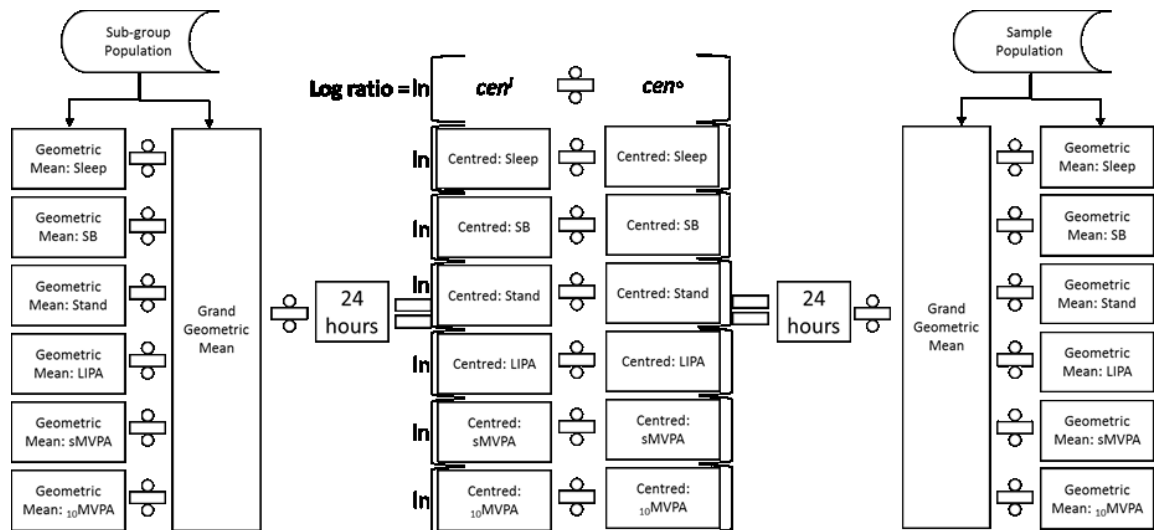 Sub-group
Population
Sample
Population
Log ratio = ln cenʲ ÷ cen°
Geometric
Mean: Sleep
÷
ln Centred: Sleep ÷ Centred: Sleep
÷
Geometric
Mean: Sleep
Geometric
Mean: SB
÷
ln Centred: SB ÷ Centred: SB
÷
Geometric
Mean: SB
Geometric
Mean: Stand
÷
ln Centred: Stand ÷ Centred: Stand
÷
Geometric
Mean: Stand
Grand
Geometric
Mean
÷
24
hours
=
=
24
hours
÷
Grand
Geometric
Mean
Geometric
Mean: LIPA
÷
ln Centred: LIPA ÷ Centred: LIPA
÷
Geometric
Mean: LIPA
Geometric
Mean: sMVPA
÷
ln Centred:
sMVPA
÷
Centred:
sMVPA
÷
Geometric
Mean: sMVPA
Geometric
Mean: ₁₀MVPA
÷
ln Centred:
₁₀MVPA
÷
Centred:
₁₀MVPA
÷
Geometric
Mean: ₁₀MVPA